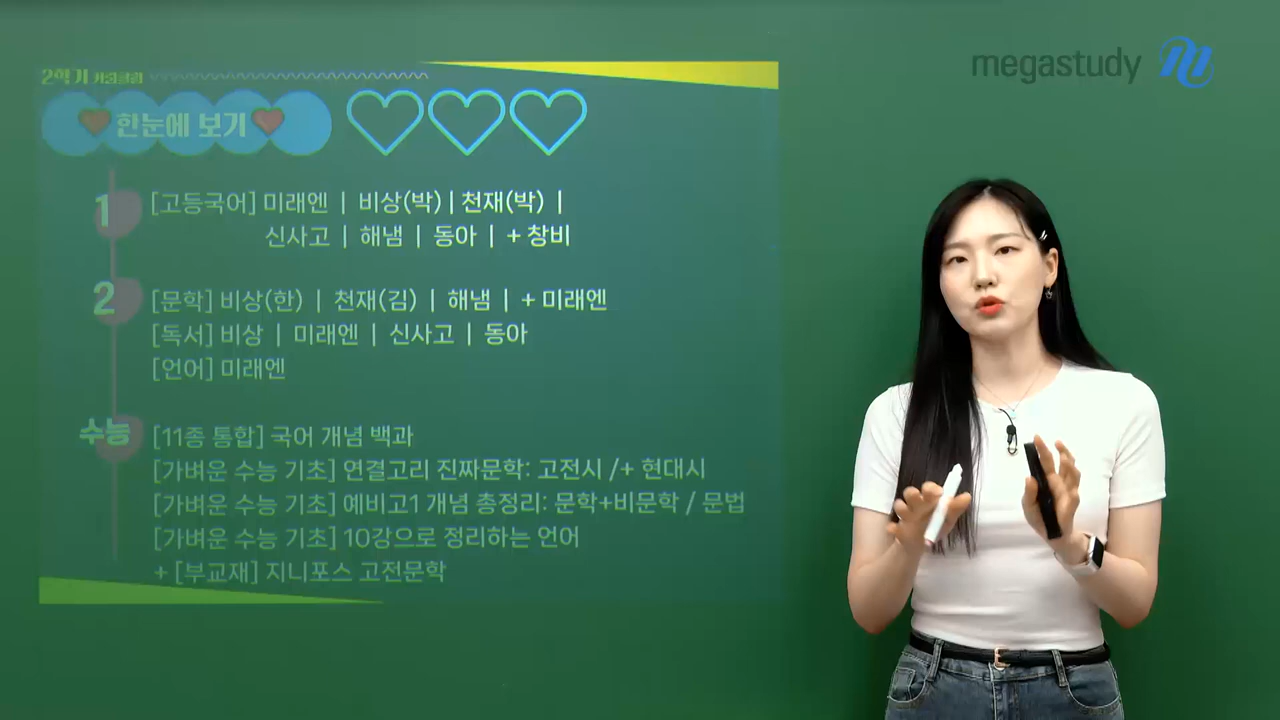 megastudy
2학기 커리큘럼
한눈에 보기
1 [고등국어] 미래엔 | 비상(박) | 천재(박) |
신사고 | 해냄 | 동아 | + 창비
2 [문학] 비상(한) | 천재(김) | 해냄 | + 미래엔
[독서] 비상 | 미래엔 | 신사고 | 동아
[언어] 미래엔
수능 [11종 통합] 국어 개념 백과
[가벼운 수능 기초] 연결고리 진짜문학: 고전시 /+ 현대시
[가벼운 수능 기초] 예비고1 개념 총정리: 문학+비문학 / 문법
[가벼운 수능 기초] 10강으로 정리하는 언어
+ [부교재] 지니포스 고전문학